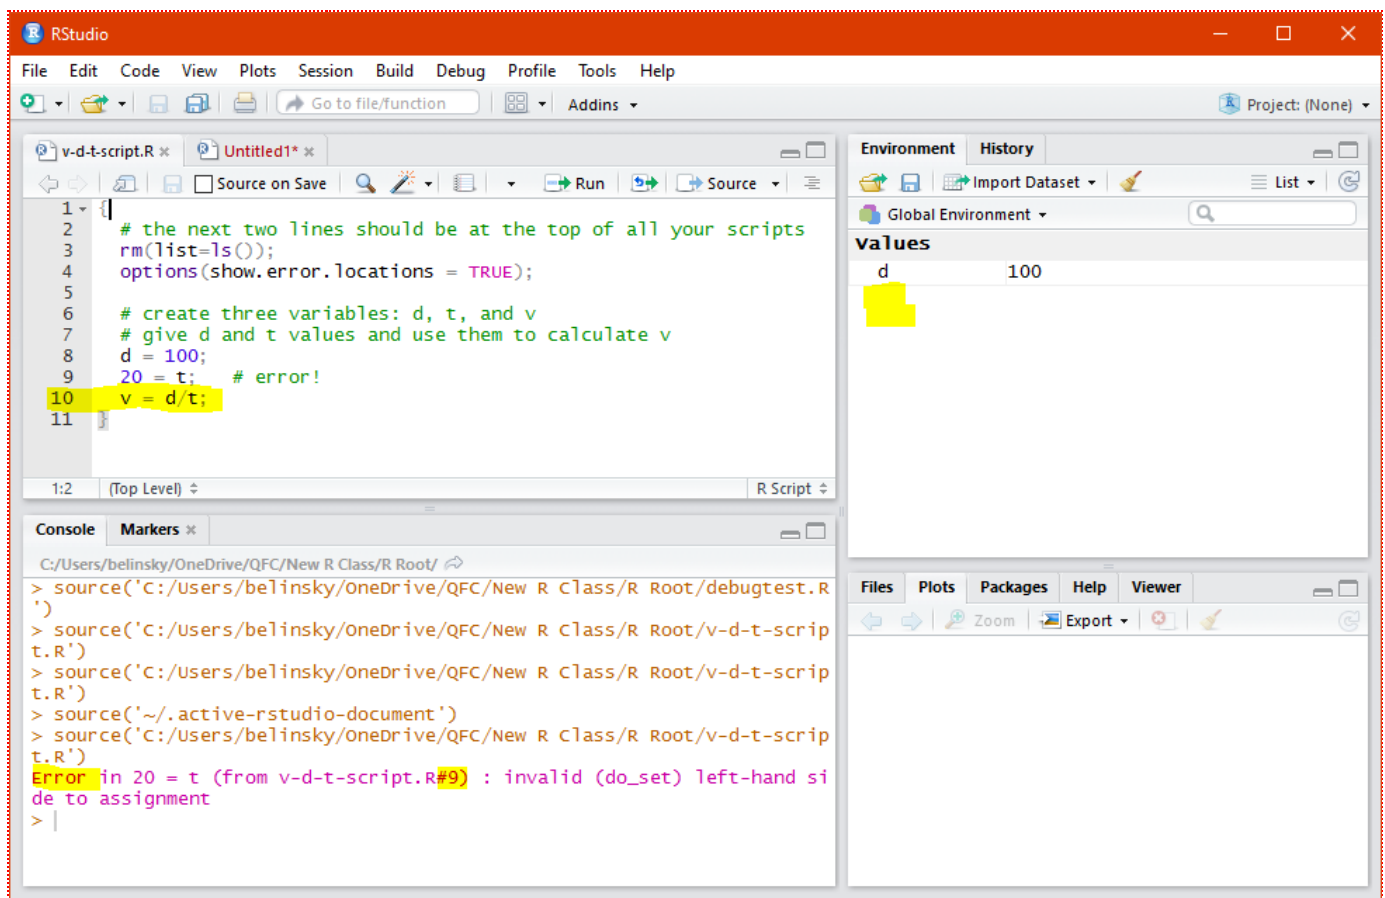 RStudio
File Edit Code View Plots Session Build Debug Profile Tools Help
Go to file/function Addins Project: (None)
v-d-t-script.R Untitled1*
Source on Save Run Source
1 {
2 # the next two lines should be at the top of all your scripts
3 rm(list=ls());
4 options(show.error.locations = TRUE);
5
6 # create three variables: d, t, and v
7 # give d and t values and use them to calculate v
8 d = 100;
9 20 = t; # error!
10 v = d/t;
11 }
1:2 (Top Level) R Script
Console Markers
C:/Users/belinsky/OneDrive/QFC/New R Class/R Root/
> source('C:/Users/belinsky/OneDrive/QFC/New R Class/R Root/debugtest.R
')
> source('C:/Users/belinsky/OneDrive/QFC/New R Class/R Root/v-d-t-scrip
t.R')
> source('C:/Users/belinsky/OneDrive/QFC/New R Class/R Root/v-d-t-scrip
t.R')
> source('~/.active-rstudio-document')
> source('C:/Users/belinsky/OneDrive/QFC/New R Class/R Root/v-d-t-scrip
t.R')
Error in 20 = t (from v-d-t-script.R#9) : invalid (do_set) left-hand si
de to assignment
>
Environment History
Import Dataset List
Global Environment
Values
d 100
Files Plots Packages Help Viewer
Zoom Export